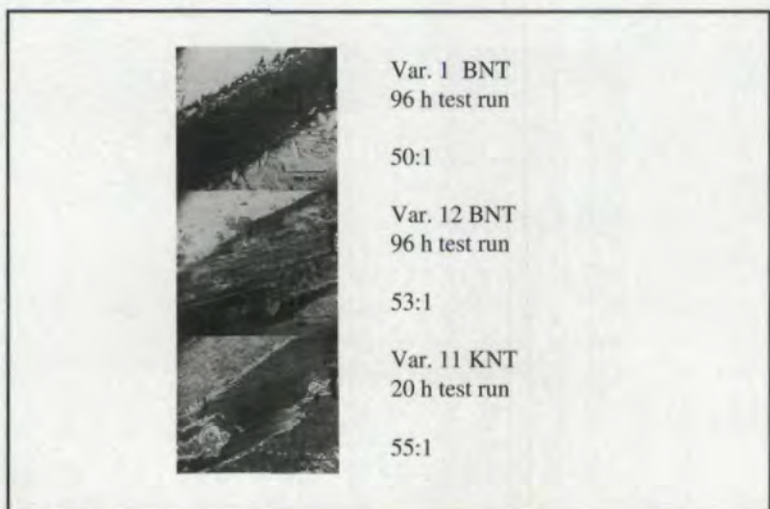 Var. 1 BNT
96 h test run
50:1
Var. 12 BNT
96 h test run
53:1
Var. 11 KNT
20 h test run
55:1